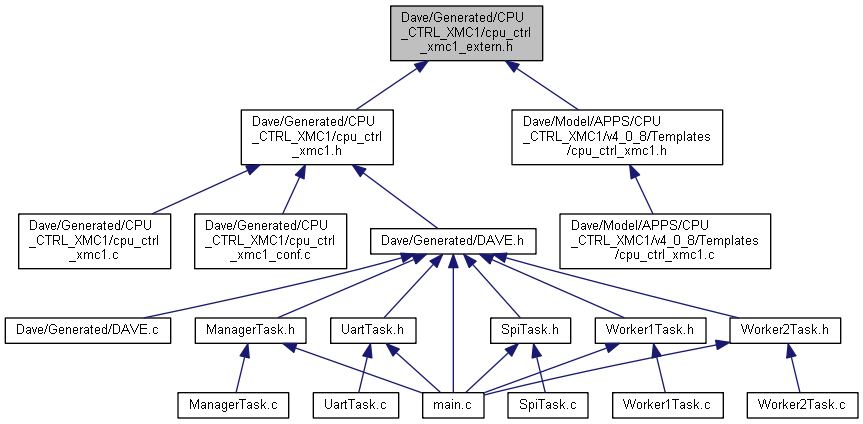 Dave/Generated/CPU
_CTRL_XMC1/cpu_ctrl
_xmc1_extern.h
Dave/Generated/CPU
_CTRL_XMC1/cpu_ctrl
_xmc1.h
Dave/Model/APPS/CPU
_CTRL_XMC1/v4_0_8/Templates
/cpu_ctrl_xmc1.h
Dave/Generated/CPU
_CTRL_XMC1/cpu_ctrl
_xmc1.c
Dave/Generated/CPU
_CTRL_XMC1/cpu_ctrl
_xmc1_conf.c
Dave/Generated/DAVE.h
Dave/Model/APPS/CPU
_CTRL_XMC1/v4_0_8/Templates
/cpu_ctrl_xmc1.c
Dave/Generated/DAVE.c
ManagerTask.h
UartTask.h
SpiTask.h
Worker1Task.h
Worker2Task.h
ManagerTask.c
UartTask.c
main.c
SpiTask.c
Worker1Task.c
Worker2Task.c